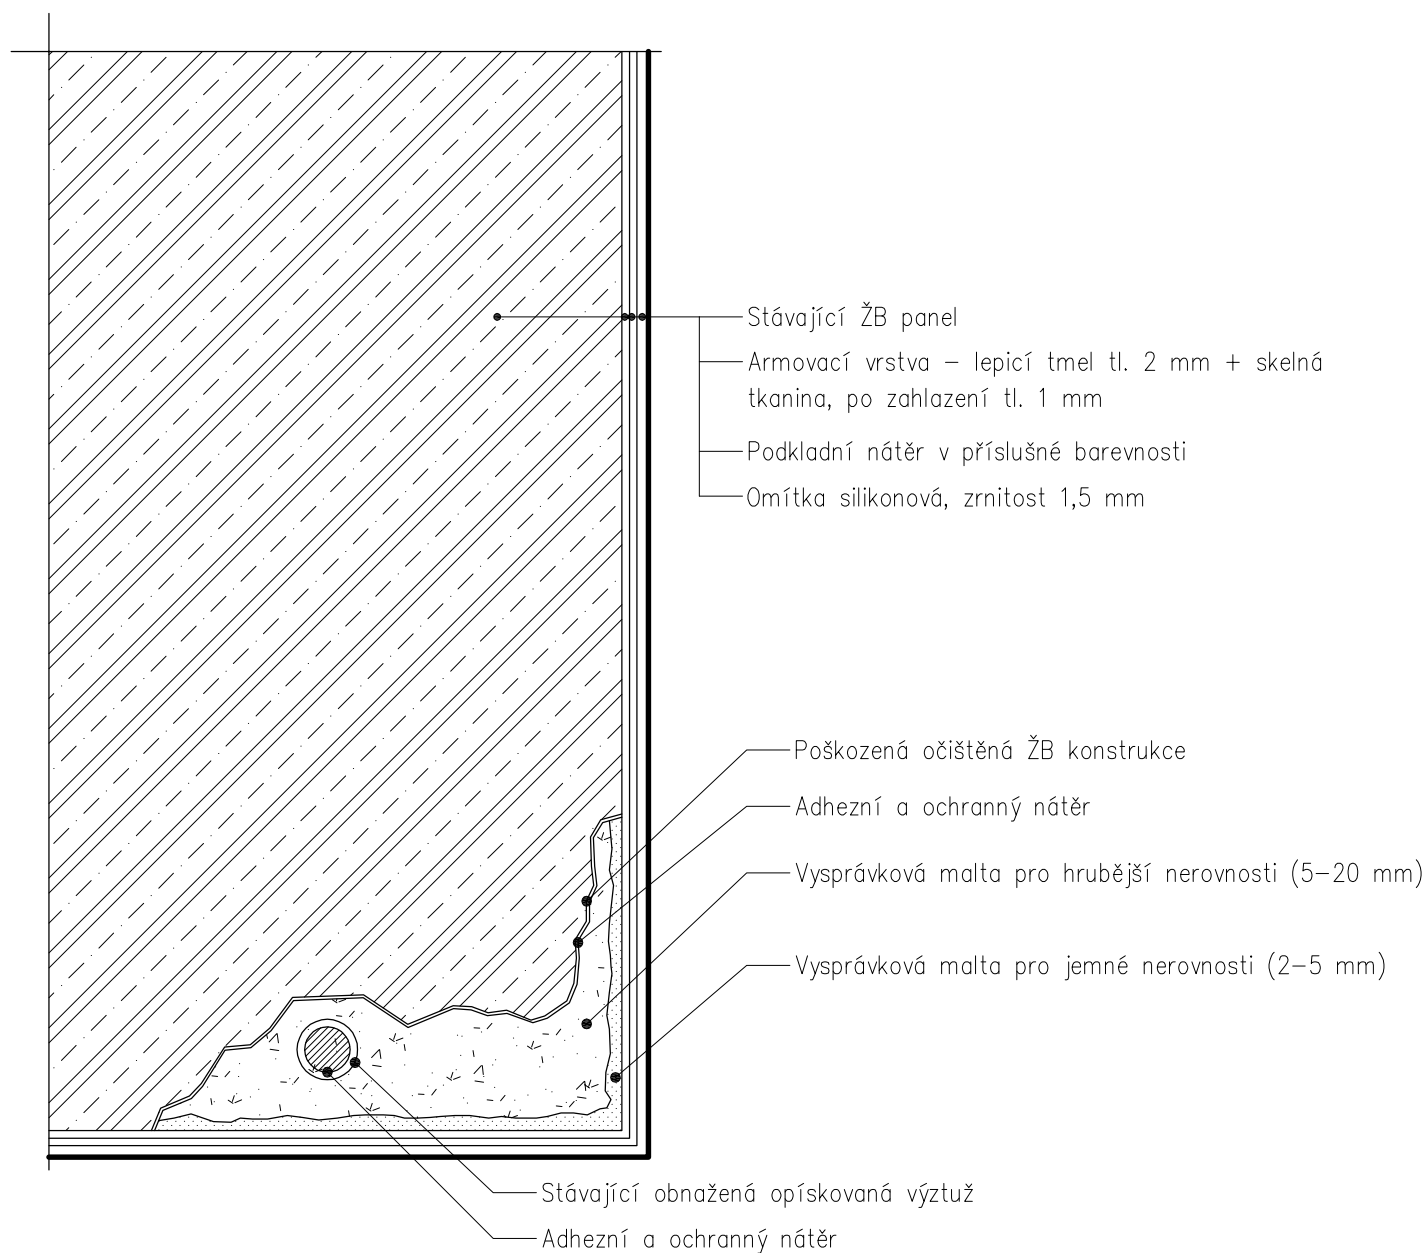 Stávající ŽB panel
Armovací vrstva – lepicí tmel tl. 2 mm + skelná
tkanina, po zahlazení tl. 1 mm
Podkladní nátěr v příslušné barevnosti
Omítka silikonová, zrnitost 1,5 mm
Poškozená očištěná ŽB konstrukce
Adhezní a ochranný nátěr
Vysprávková malta pro hrubější nerovnosti (5–20 mm)
Vysprávková malta pro jemné nerovnosti (2–5 mm)
Stávající obnažená opískovaná výztuž
Adhezní a ochranný nátěr